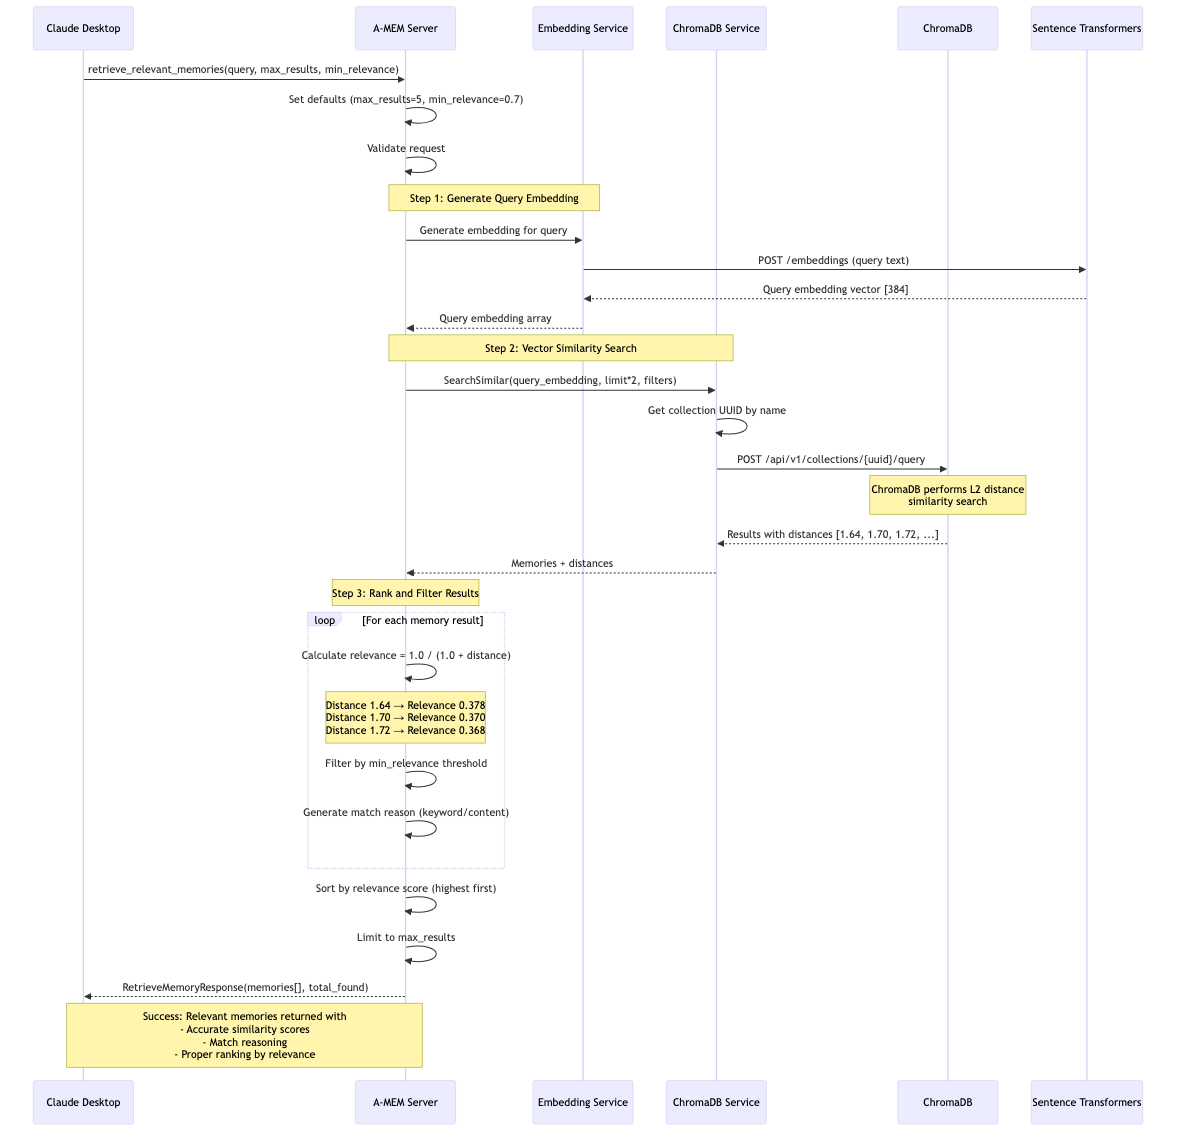 Claude Desktop
A-MEM Server
Embedding Service
ChromaDB Service
ChromaDB
Sentence Transformers
retrieve_relevant_memories(query, max_results, min_relevance)
Set defaults (max_results=5, min_relevance=0.7)
Validate request
Step 1: Generate Query Embedding
Generate embedding for query
POST /embeddings (query text)
Query embedding vector [384]
Query embedding array
Step 2: Vector Similarity Search
SearchSimilar(query_embedding, limit*2, filters)
Get collection UUID by name
POST /api/v1/collections/{uuid}/query
ChromaDB performs L2 distance
similarity search
Results with distances [1.64, 1.70, 1.72, ...]
Memories + distances
Step 3: Rank and Filter Results
loop
[For each memory result]
Calculate relevance = 1.0 / (1.0 + distance)
Distance 1.64 → Relevance 0.378
Distance 1.70 → Relevance 0.370
Distance 1.72 → Relevance 0.368
Filter by min_relevance threshold
Generate match reason (keyword/content)
Sort by relevance score (highest first)
Limit to max_results
RetrieveMemoryResponse(memories[], total_found)
Success: Relevant memories returned with
- Accurate similarity scores
- Match reasoning
- Proper ranking by relevance
Claude Desktop
A-MEM Server
Embedding Service
ChromaDB Service
ChromaDB
Sentence Transformers